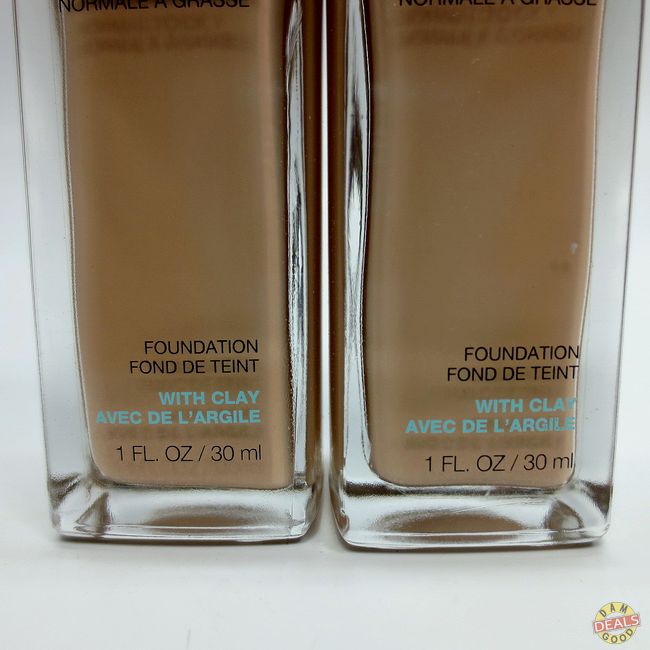 NORMALE À GRASSE
FOUNDATION
FOND DE TEINT
WITH CLAY
AVEC DE L'ARGILE
1 FL. OZ / 30 ml
NORMALE À GRASSE
FOUNDATION
FOND DE TEINT
WITH CLAY
AVEC DE L'ARGILE
1 FL. OZ / 30 ml
DAM
GOOD
DEALS